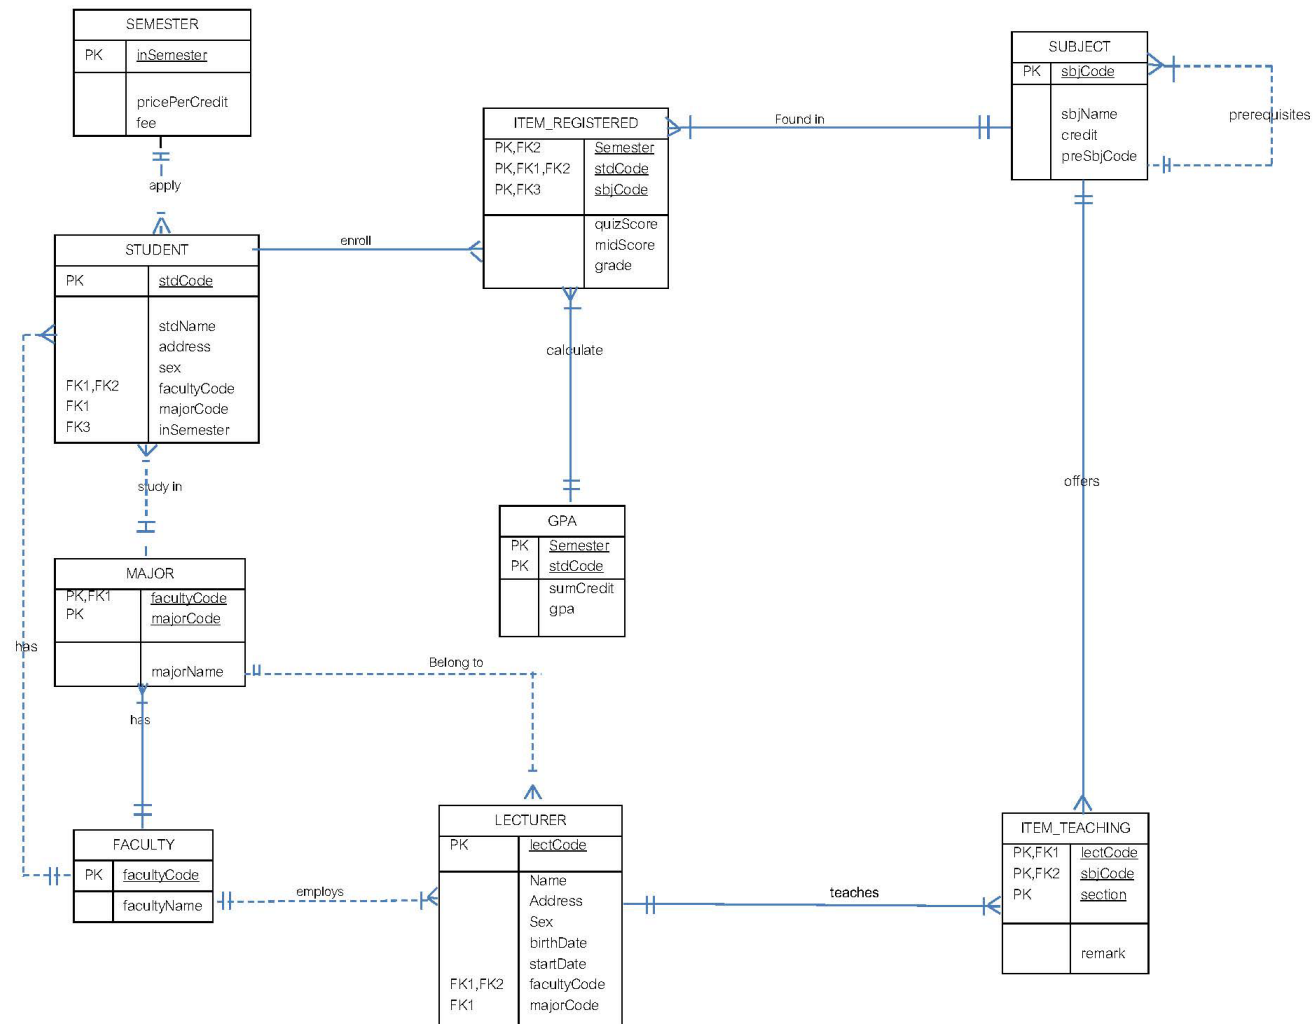 SEMESTER
PK inSemester
pricePerCredit
fee
apply
STUDENT
PK stdCode
stdName
address
sex
FK1,FK2 facultyCode
FK1 majorCode
FK3 inSemester
enroll
study in
has
MAJOR
PK,FK1 facultyCode
PK majorCode
majorName
has
FACULTY
PK facultyCode
facultyName
employs
Belong to
LECTURER
PK lectCode
Name
Address
Sex
birthDate
startDate
FK1,FK2 facultyCode
FK1 majorCode
teaches
ITEM_REGISTERED
PK,FK2 Semester
PK,FK1,FK2 stdCode
PK,FK3 sbjCode
quizScore
midScore
grade
calculate
GPA
PK Semester
PK stdCode
sumCredit
gpa
Found in
SUBJECT
PK sbjCode
sbjName
credit
preSbjCode
prerequisites
offers
ITEM_TEACHING
PK,FK1 lectCode
PK,FK2 sbjCode
PK section
remark